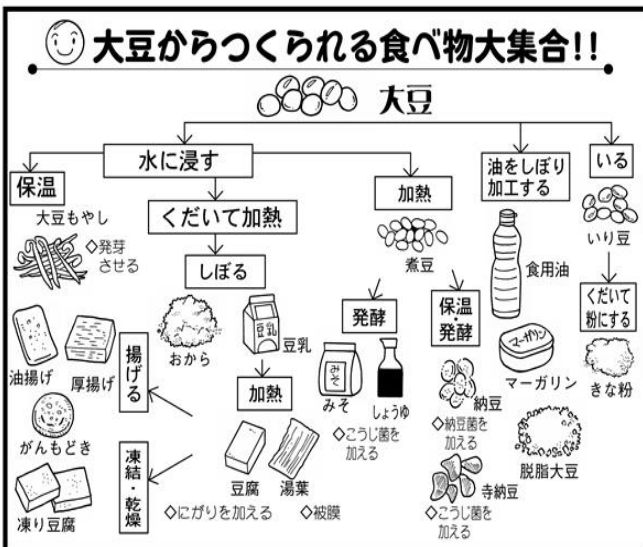 大豆からつくられる食べ物大集合!!
大豆
水に浸す
油をしぼり
加工する
いる
保温
大豆もやし
◇発芽
させる
くだいて加熱
しぼる
加熱
煮豆
食用油
いり豆
くだいて
粉にする
きな粉
おから
豆乳
豆乳
加熱
発酵
みそ
みそ
しょうゆ
◇こうじ菌を
加える
保温・発酵
納豆
◇納豆菌を
加える
寺納豆
◇こうじ菌を
加える
マーガリン
マーガリン
脱脂大豆
揚げる
油揚げ
厚揚げ
がんもどき
凍結・乾燥
凍り豆腐
豆腐
湯葉
◇にがりを加える
◇被膜